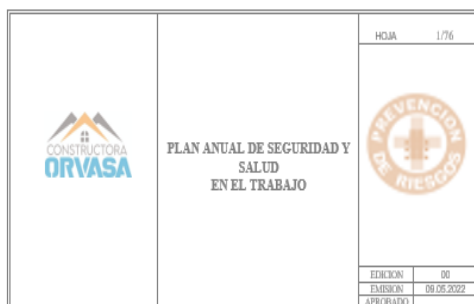 HOJA 1/76
CONSTRUCTORA
ORVASA
PLAN ANUAL DE SEGURIDAD Y
SALUD
EN EL TRABAJO
PREVENCION
DE RIESGOS
EDICION 00
EMISION 09.05.2022
APROBADO